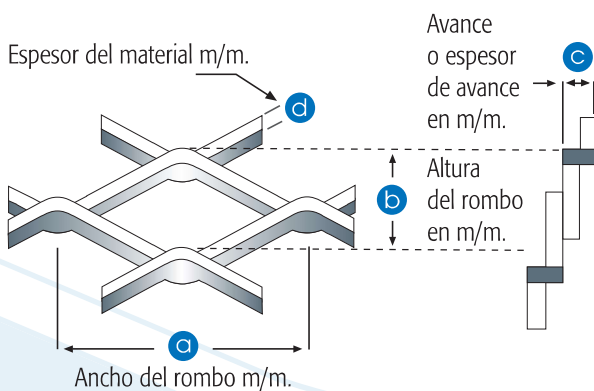 Espesor del material m/m.
d
Avance
o espesor
de avance
en m/m.
c
Altura
del rombo
en m/m.
b
a
Ancho del rombo m/m.